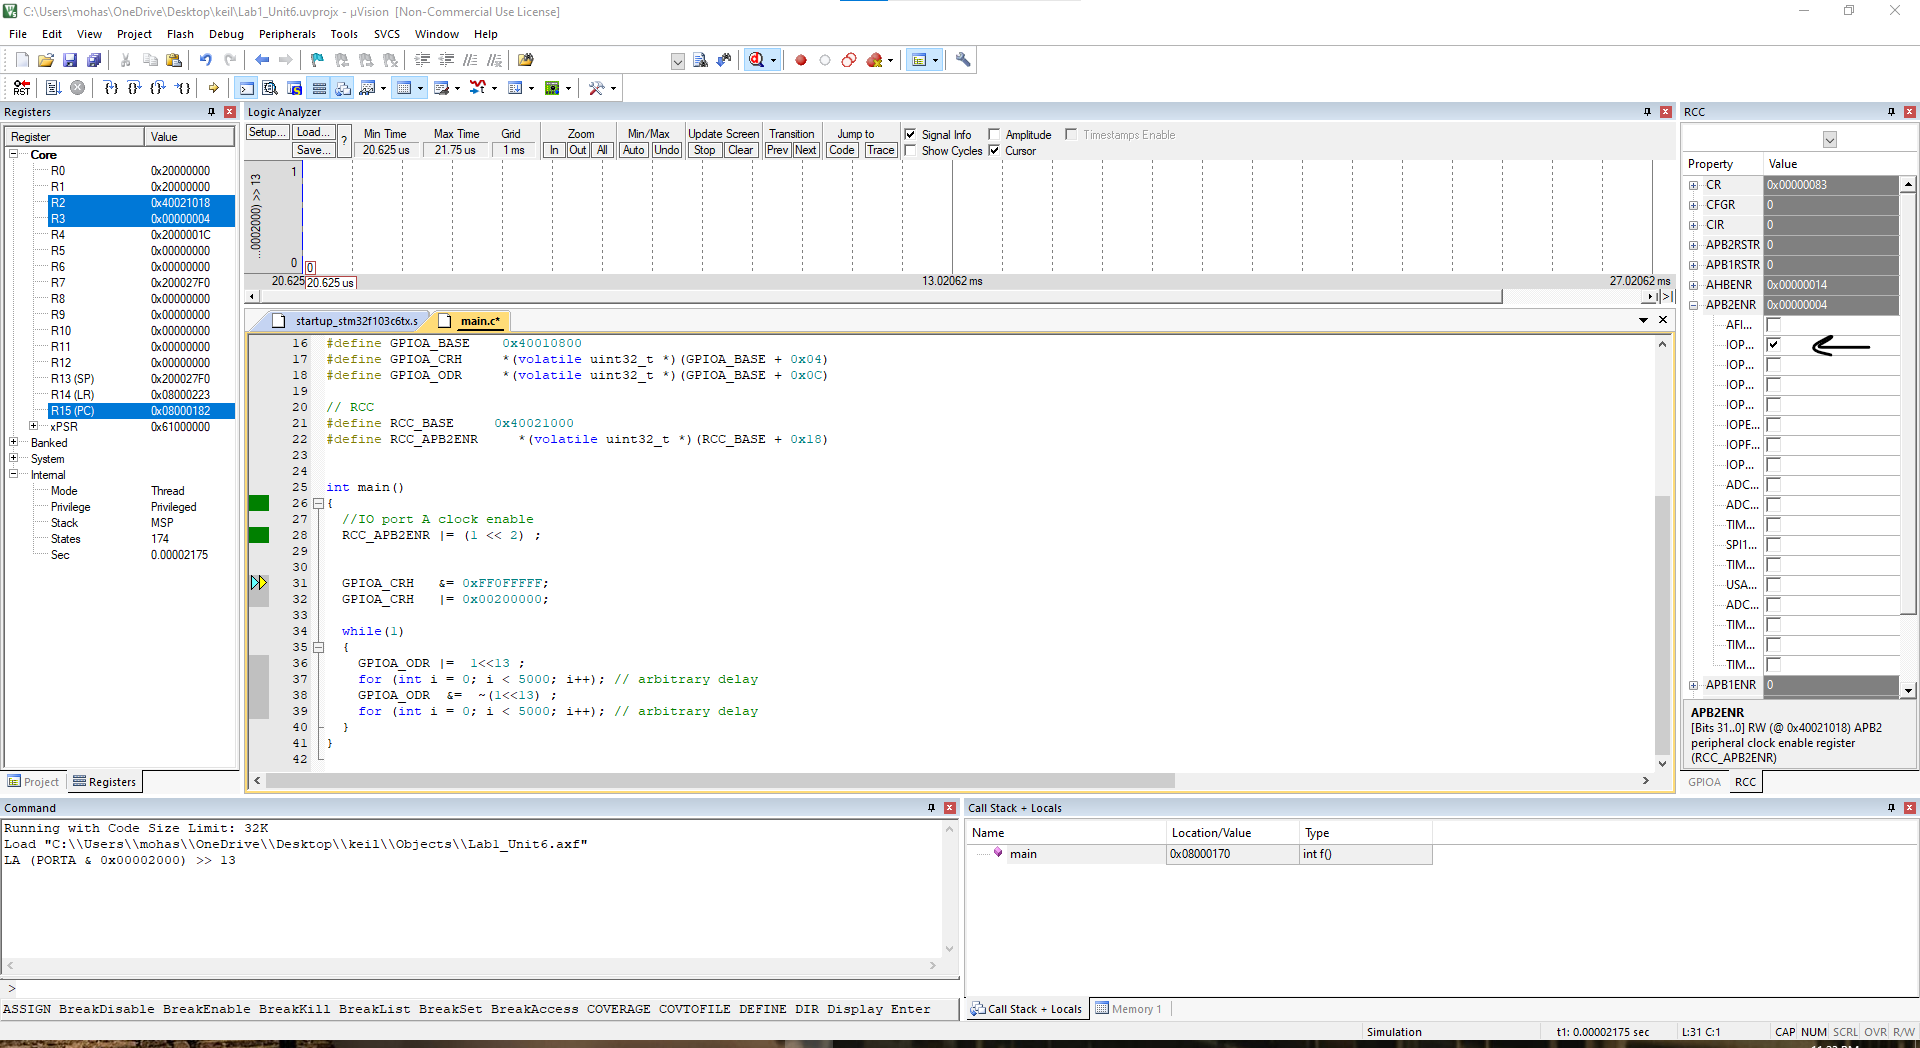 C:\Users\mohas\OneDrive\Desktop\keil\Lab1_Unit6.uvprojx - µVision [Non-Commercial Use License]
File Edit View Project Flash Debug Peripherals Tools SVCS Window Help
RST
Registers
Register Value
Core
R0 0x20000000
R1 0x20000000
R2 0x40021018
R3 0x00000004
R4 0x2000001C
R5 0x00000000
R6 0x00000000
R7 0x200027F0
R8 0x00000000
R9 0x00000000
R10 0x00000000
R11 0x00000000
R12 0x00000000
R13 (SP) 0x200027F0
R14 (LR) 0x08000223
R15 (PC) 0x08000182
xPSR 0x61000000
Banked
System
Internal
Mode Thread
Privilege Privileged
Stack MSP
States 174
Sec 0.00002175
Project Registers
Logic Analyzer
Setup... Load... ? Min Time Max Time Grid Zoom Min/Max Update Screen Transition Jump to Signal Info Amplitude Timestamps Enable
Save... 20.625 us 21.75 us 1 ms In Out All Auto Undo Stop Clear Prev Next Code Trace Show Cycles Cursor
...00002000) >> 13
1
0
0
20.625 20.625 us 13.02062 ms 27.02062 ms
startup_stm32f103c6tx.s main.c*
16 #define GPIOA_BASE 0x40010800
17 #define GPIOA_CRH *(volatile uint32_t *)(GPIOA_BASE + 0x04)
18 #define GPIOA_ODR *(volatile uint32_t *)(GPIOA_BASE + 0x0C)
19
20 // RCC
21 #define RCC_BASE 0x40021000
22 #define RCC_APB2ENR *(volatile uint32_t *)(RCC_BASE + 0x18)
23
24
25 int main()
26 {
27 //IO port A clock enable
28 RCC_APB2ENR |= (1 << 2) ;
29
30
31 GPIOA_CRH &= 0xFF0FFFFF;
32 GPIOA_CRH |= 0x00200000;
33
34 while(1)
35 {
36 GPIOA_ODR |= 1<<13 ;
37 for (int i = 0; i < 5000; i++); // arbitrary delay
38 GPIOA_ODR &= ~(1<<13) ;
39 for (int i = 0; i < 5000; i++); // arbitrary delay
40 }
41 }
42
RCC
Property Value
CR 0x00000083
CFGR 0
CIR 0
APB2RSTR 0
APB1RSTR 0
AHBENR 0x00000014
APB2ENR 0x00000004
AFI...
IOP...
IOP...
IOP...
IOP...
IOPE...
IOPF...
IOP...
ADC...
ADC...
TIM...
SPI1...
TIM...
USA...
ADC...
TIM...
TIM...
TIM...
APB1ENR 0
APB2ENR
[Bits 31..0] RW (@ 0x40021018) APB2
peripheral clock enable register
(RCC_APB2ENR)
GPIOA RCC
Command
Running with Code Size Limit: 32K
Load "C:\\Users\\mohas\\OneDrive\\Desktop\\keil\\Objects\\Lab1_Unit6.axf"
LA (PORTA & 0x00002000) >> 13
>
ASSIGN BreakDisable BreakEnable BreakKill BreakList BreakSet BreakAccess COVERAGE COVTOFILE DEFINE DIR Display Enter
Call Stack + Locals
Name Location/Value Type
main 0x08000170 int f()
Call Stack + Locals Memory 1
Simulation t1: 0.00002175 sec L:31 C:1 CAP NUM SCRL OVR R/W